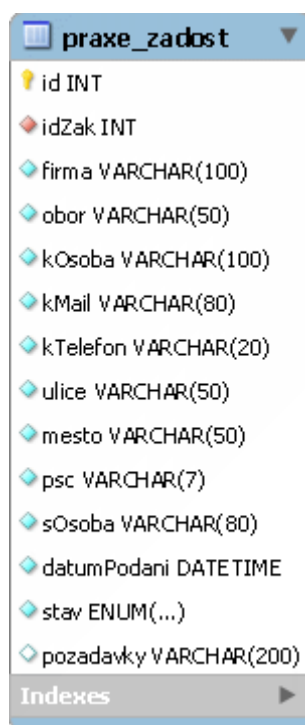 praxe_zadost
id INT
idZak INT
firma VARCHAR(100)
obor VARCHAR(50)
kOsoba VARCHAR(100)
kMail VARCHAR(80)
kTelefon VARCHAR(20)
ulice VARCHAR(50)
mesto VARCHAR(50)
psc VARCHAR(7)
sOsoba VARCHAR(80)
datumPodani DATETIME
stav ENUM(...)
pozadavky VARCHAR(200)
Indexes